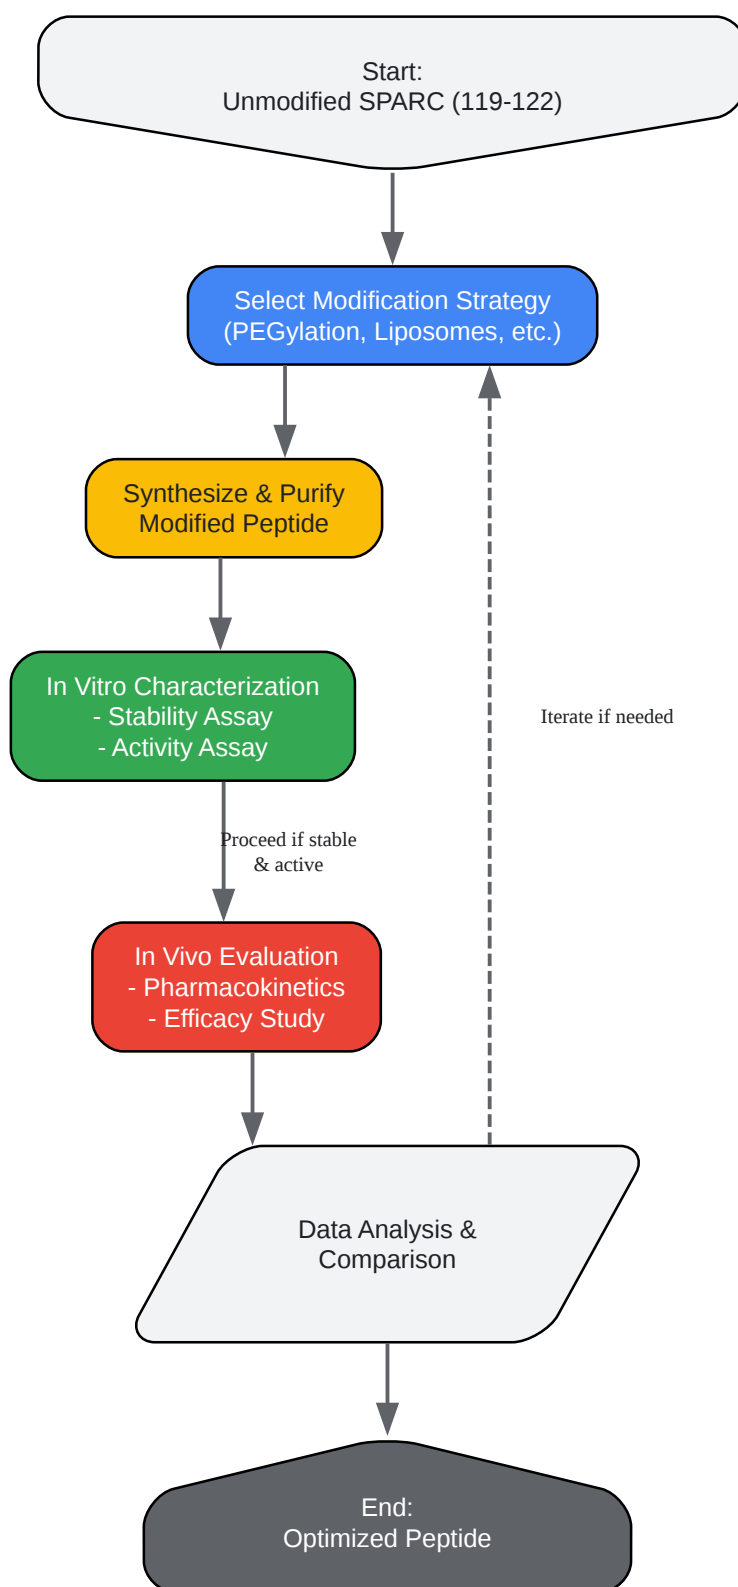 Start:
Unmodified SPARC (119-122)
Select Modification Strategy
(PEGylation, Liposomes, etc.)
Synthesize & Purify
Modified Peptide
In Vitro Characterization
- Stability Assay
- Activity Assay
Iterate if needed
Proceed if stable
& active
In Vivo Evaluation
- Pharmacokinetics
- Efficacy Study
Data Analysis &
Comparison
End:
Optimized Peptide